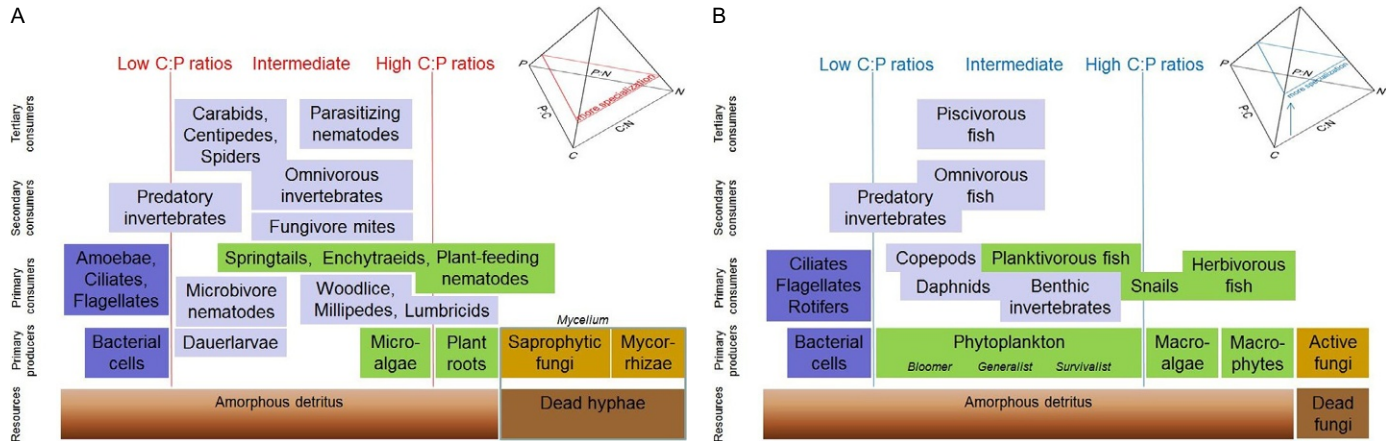 A
Low C:P ratios
Intermediate
High C:P ratios
P
P:N
N
more specialization
P:C
C:N
C
Tertiary
consumers
Carabids,
Centipedes,
Spiders
Parasitizing
nematodes
Secondary
consumers
Predatory
invertebrates
Omnivorous
invertebrates
Fungivore mites
Primary
consumers
Amoebae,
Ciliates,
Flagellates
Springtails, Enchytraeids, Plant-feeding
nematodes
Microbivore
nematodes
Woodlice,
Millipedes, Lumbricids
Primary
producers
Bacterial
cells
Dauerlarvae
Micro-
algae
Plant
roots
Mycelium
Saprophytic
fungi
Mycor-
rhizae
Resources
Amorphous detritus
Dead hyphae
B
Low C:P ratios
Intermediate
High C:P ratios
P
P:N
N
more specialization
P:C
C:N
C
Tertiary
consumers
Piscivorous
fish
Secondary
consumers
Predatory
invertebrates
Omnivorous
fish
Primary
consumers
Ciliates
Flagellates
Rotifers
Copepods
Daphnids
Planktivorous fish
Benthic
invertebrates
Snails
Herbivorous
fish
Primary
producers
Bacterial
cells
Phytoplankton
Bloomer Generalist Survivalist
Macro-
algae
Macro-
phytes
Active
fungi
Resources
Amorphous detritus
Dead
fungi